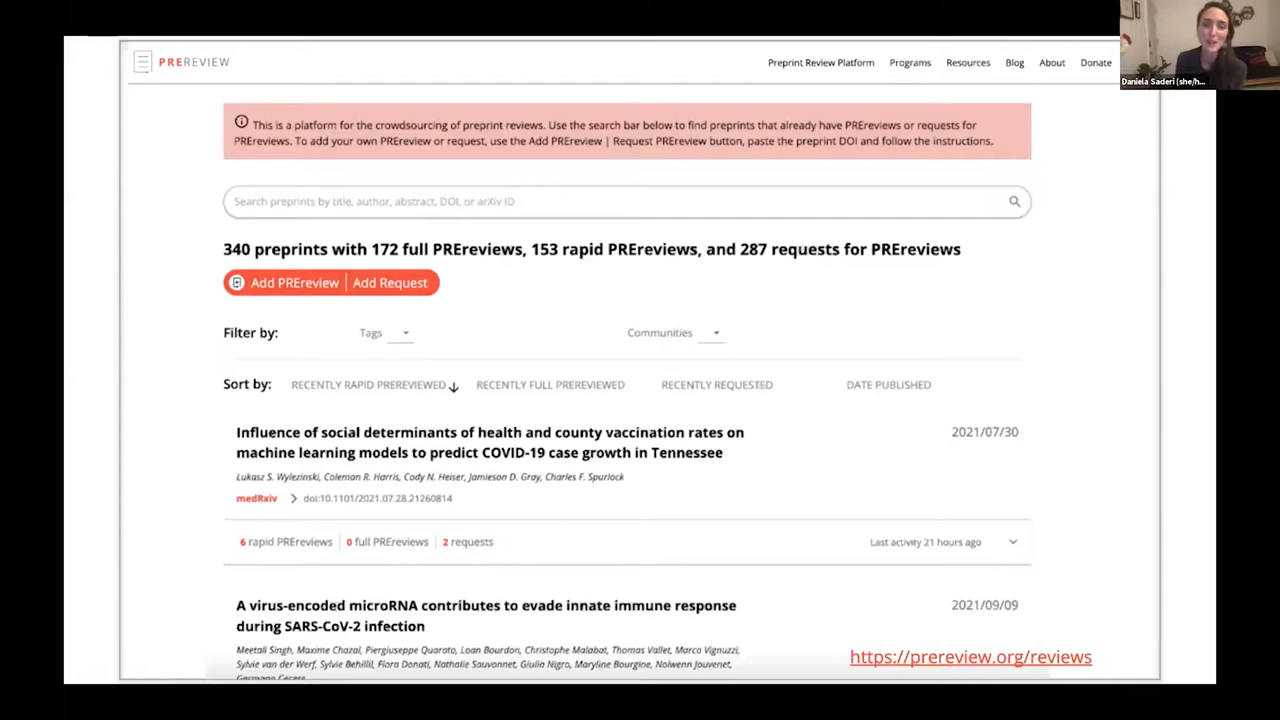 PREREVIEW
Preprint Review Platform Programs Resources Blog About Donate
Daniela Saderi (she/h...
This is a platform for the crowdsourcing of preprint reviews. Use the search bar below to find preprints that already have PREreviews or requests for
PREreviews. To add your own PREreview or request, use the Add PREreview | Request PREreview button, paste the preprint DOI and follow the instructions.
Search preprints by title, author, abstract, DOI, or arXiv ID
340 preprints with 172 full PREreviews, 153 rapid PREreviews, and 287 requests for PREreviews
Add PREreview | Add Request
Filter by: Tags Communities
Sort by: RECENTLY RAPID PREREVIEWED RECENTLY FULL PREREVIEWED RECENTLY REQUESTED DATE PUBLISHED
Influence of social determinants of health and county vaccination rates on 2021/07/30
machine learning models to predict COVID-19 case growth in Tennessee
Lukasz S. Wylezinski, Coleman R. Harris, Cody N. Heiser, Jamieson D. Gray, Charles F. Spurlock
medRxiv > doi:10.1101/2021.07.28.21260814
6 rapid PREreviews | 0 full PREreviews | 2 requests Last activity 21 hours ago
A virus-encoded microRNA contributes to evade innate immune response 2021/09/09
during SARS-CoV-2 infection
Meetali Singh, Maxime Chazal, Piergiuseppe Quarato, Loan Bourdon, Christophe Malabat, Thomas Vallet, Marco Vignuzzi,
Sylvie van der Werf, Sylvie Behillil, Flora Donati, Nathalie Sauvonnet, Giulia Nigro, Maryline Bourgine, Nolwenn Jouvenet,
Germano Cecere
https://prereview.org/reviews